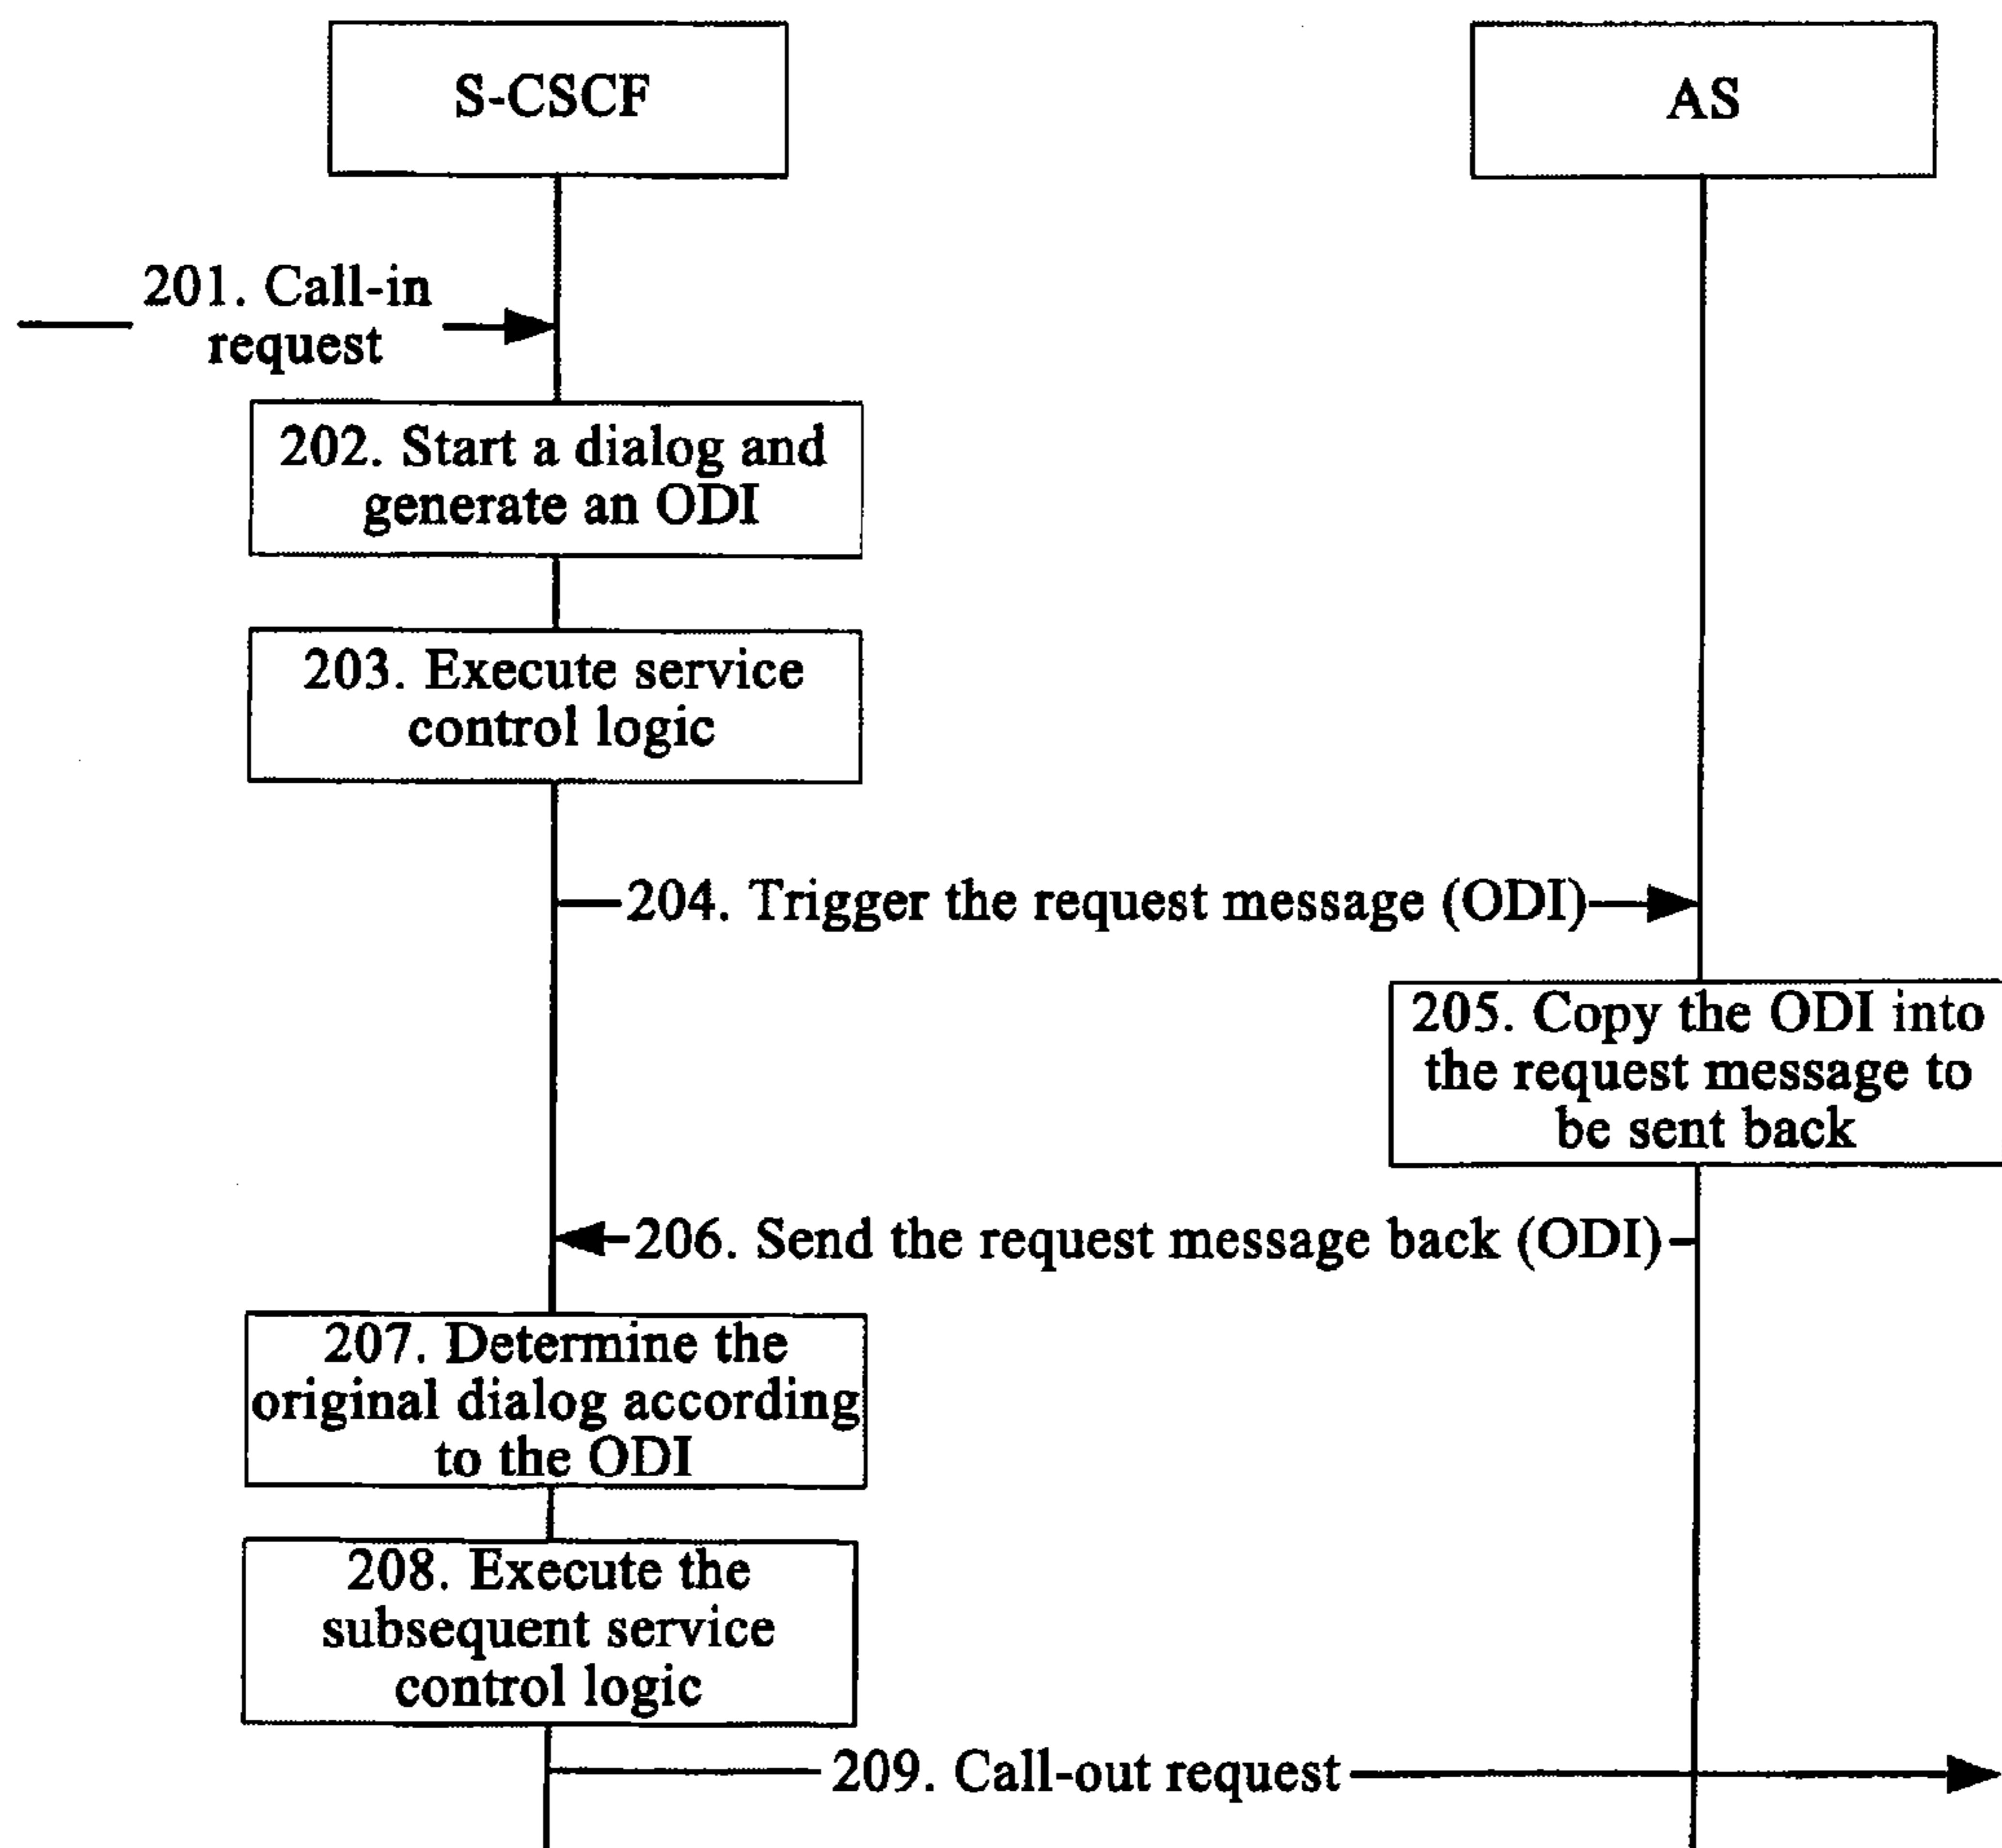 S-CSCF
AS
201. Call-in
request
202. Start a dialog and
generate an ODI
203. Execute service
control logic
204. Trigger the request message (ODI)
205. Copy the ODI into
the request message to
be sent back
206. Send the request message back (ODI)
207. Determine the
original dialog according
to the ODI
208. Execute the
subsequent service
control logic
209. Call-out request